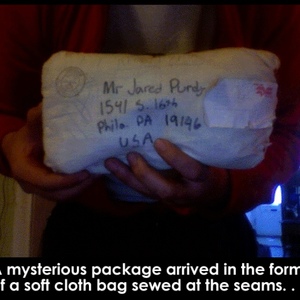 Mr Jared Purdy
1541 S. 16th
Phila PA 19146
USA
A mysterious package arrived in the form
of a soft cloth bag sewed at the seams. . .